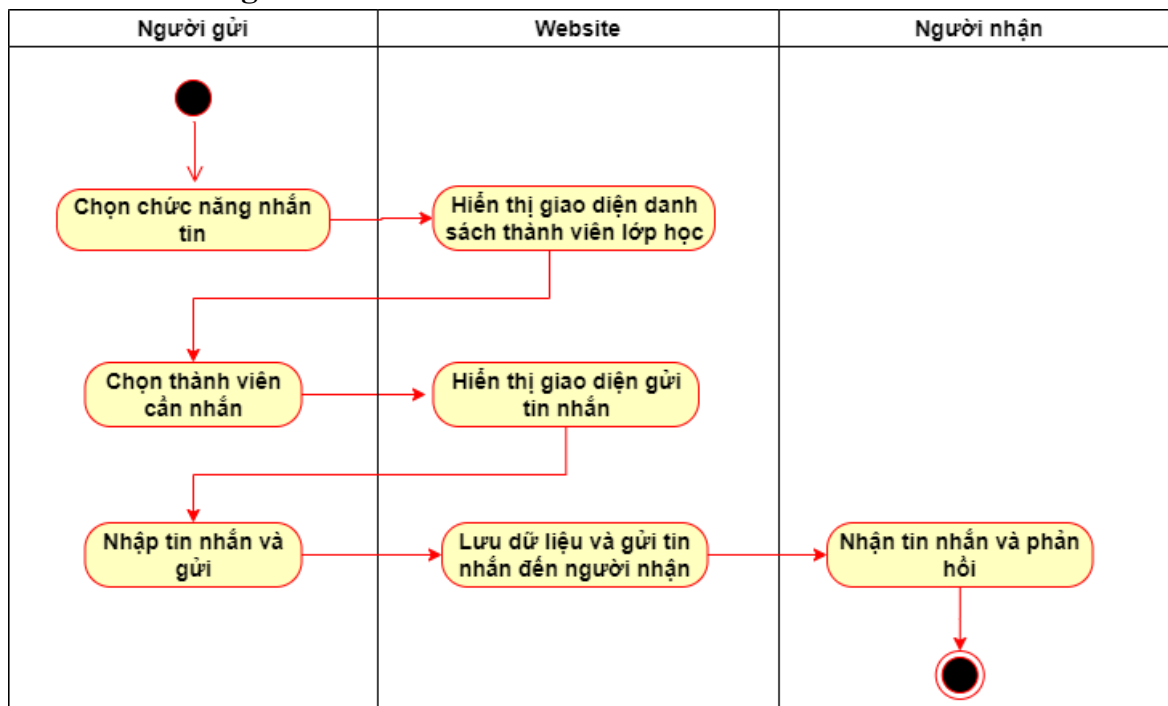 Người gửi
Website
Người nhận
Chọn chức năng nhắn
tin
Hiển thị giao diện danh
sách thành viên lớp học
Chọn thành viên
cần nhắn
Hiển thị giao diện gửi
tin nhắn
Nhập tin nhắn và
gửi
Lưu dữ liệu và gửi tin
nhắn đến người nhận
Nhận tin nhắn và phản
hồi